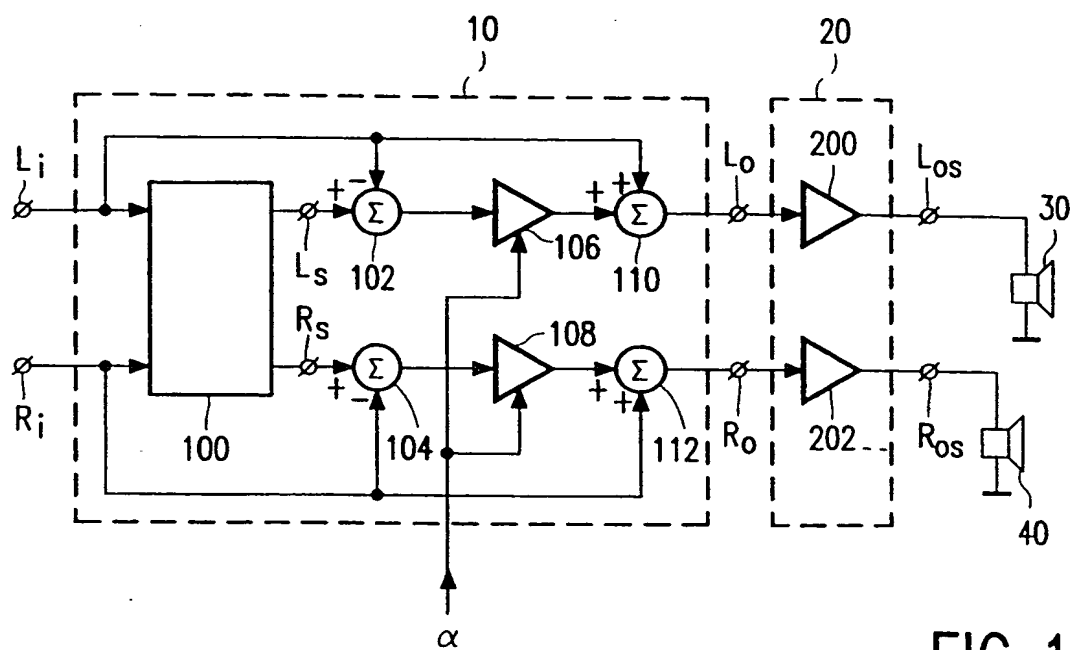 10
20
Li
Lo
200
Los
+ -
Σ
+ +
Σ
30
Ls
102
106
110
Rs
108
Σ
+ -
Σ
+ +
Ri
100
104
112
Ro
202
Ros
40
α
FIG. 1